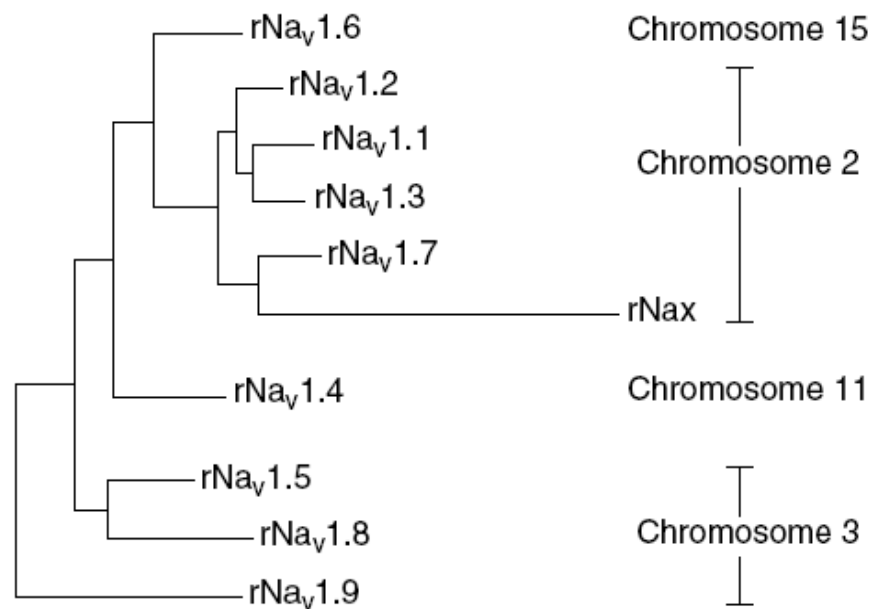 rNav1.6 Chromosome 15
rNav1.2
rNav1.1
Chromosome 2
rNav1.3
rNav1.7
rNax
rNav1.4 Chromosome 11
rNav1.5
Chromosome 3
rNav1.8
rNav1.9